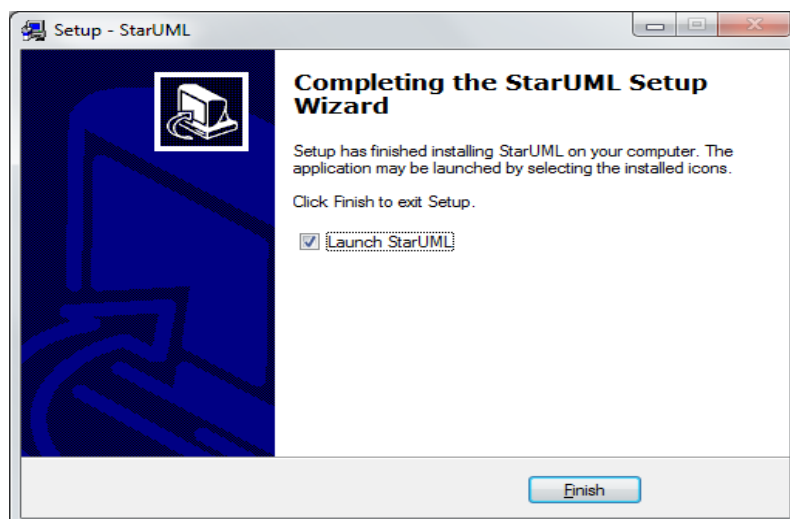 Setup - StarUML
Completing the StarUML Setup
Wizard
Setup has finished installing StarUML on your computer. The
application may be launched by selecting the installed icons.
Click Finish to exit Setup.
Launch StarUML
Finish